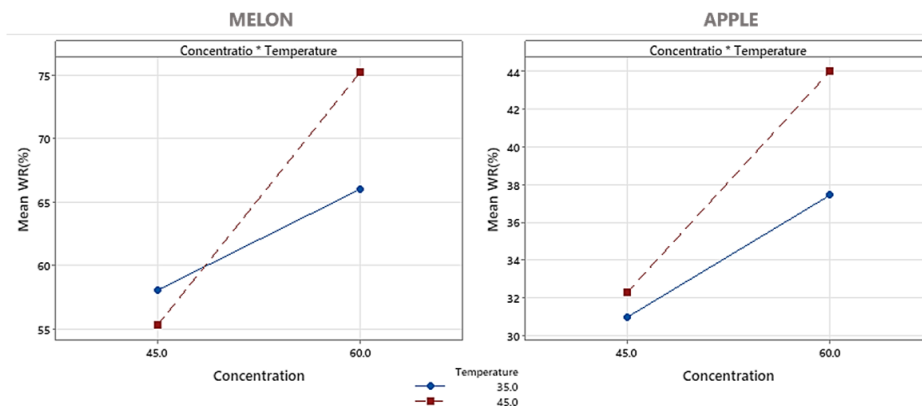 MELON
APPLE
Concentratio * Temperature
75
70
65
60
55
Mean WR(%)
45.0
60.0
Concentration
Concentratio * Temperature
44
42
40
38
36
34
32
30
Mean WR(%)
45.0
60.0
Concentration
Temperature
35.0
45.0